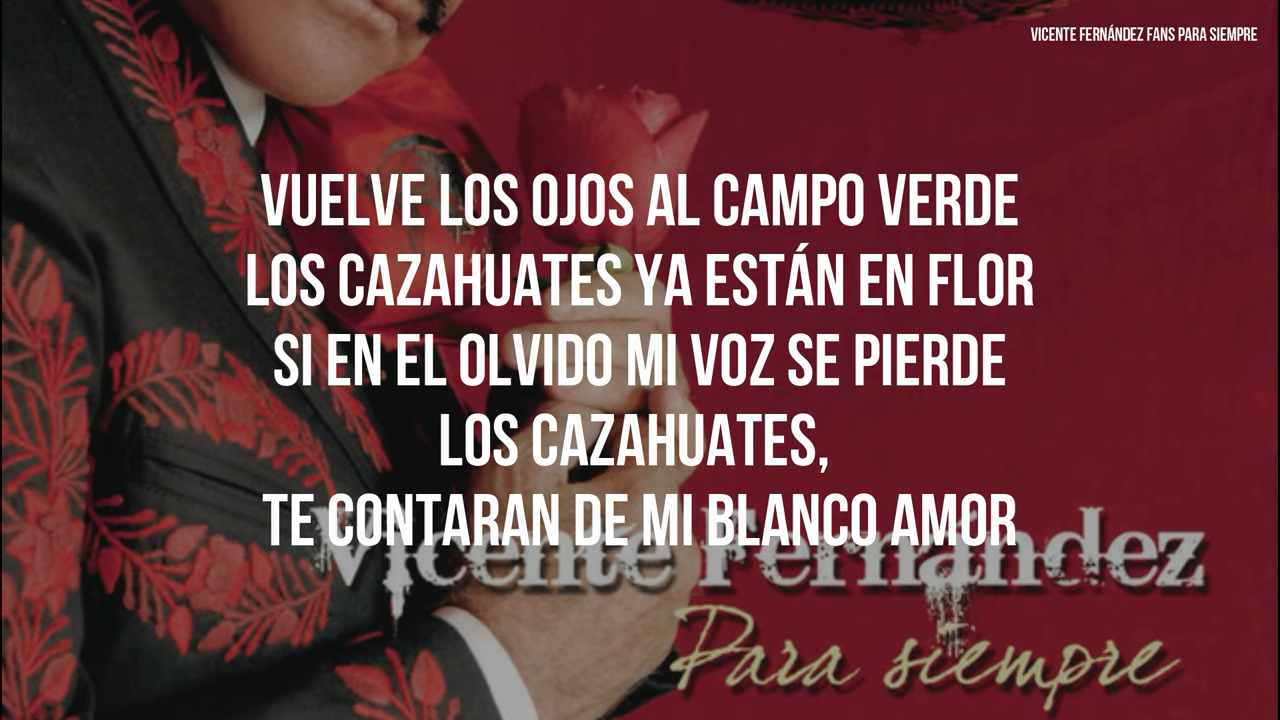 VICENTE FERNÁNDEZ FANS PARA SIEMPRE
VUELVE LOS OJOS AL CAMPO VERDE
LOS CAZAHUATES YA ESTÁN EN FLOR
SI EN EL OLVIDO MI VOZ SE PIERDE
LOS CAZAHUATES,
TE CONTARAN DE MI BLANCO AMOR
Vicente Fernández
Para siempre